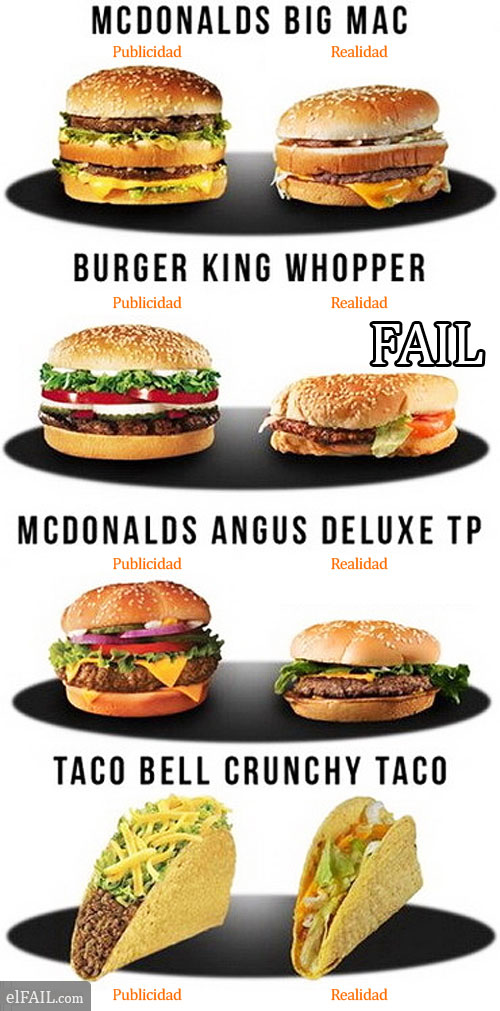 MCDONALDS BIG MAC
Publicidad Realidad
BURGER KING WHOPPER
Publicidad Realidad
FAIL
MCDONALDS ANGUS DELUXE TP
Publicidad Realidad
TACO BELL CRUNCHY TACO
elFAIL.com
Publicidad Realidad